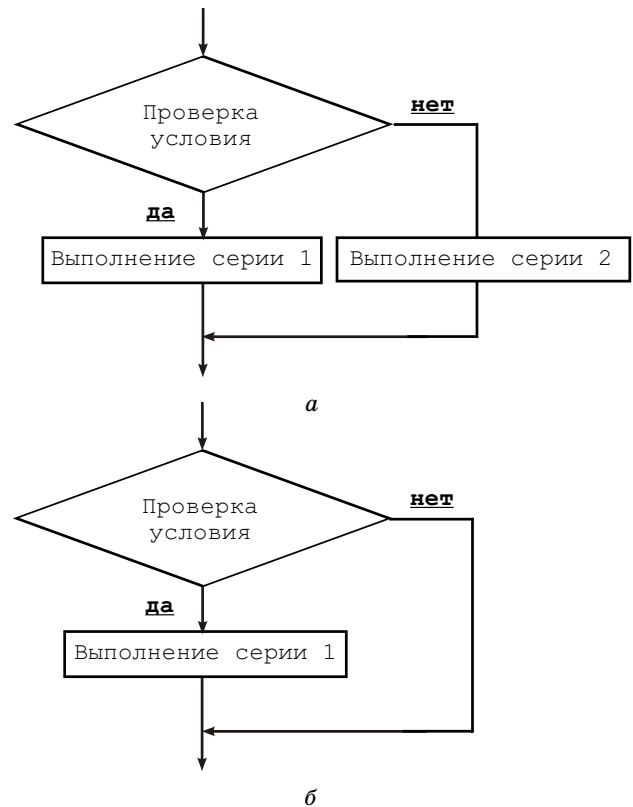 Проверка
условия
нет
да
Выполнение серии 1
Выполнение серии 2
а
Проверка
условия
нет
да
Выполнение серии 1
б